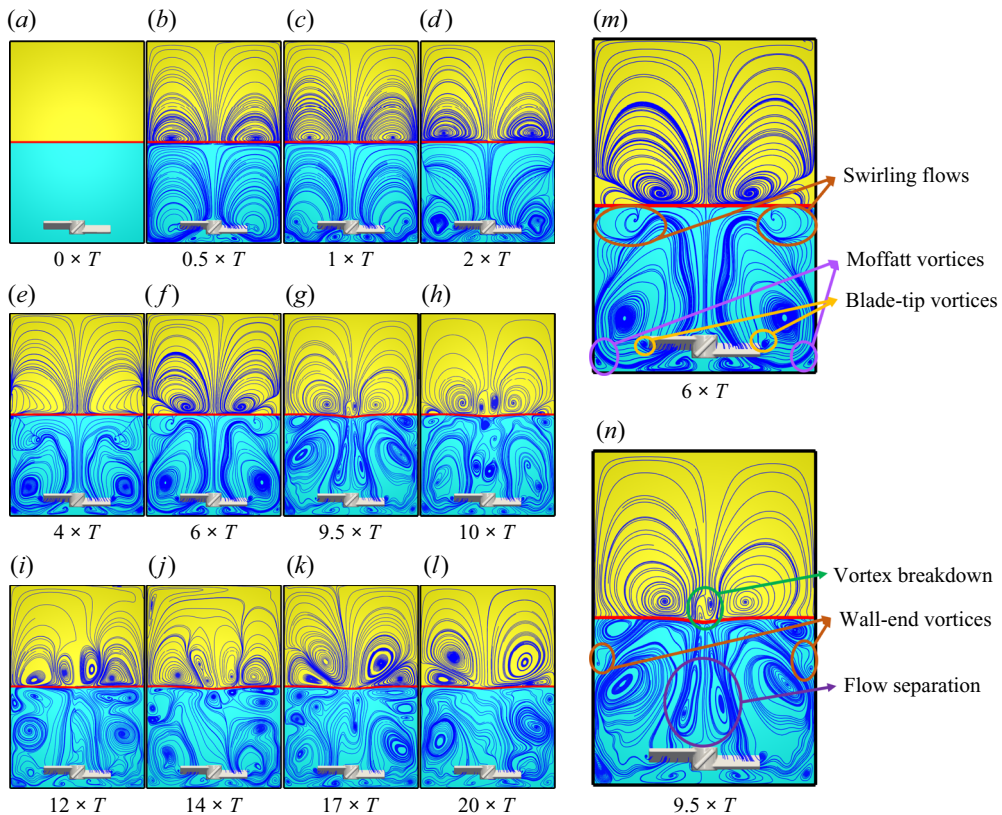 (a)
(b)
(c)
(d)
0 × T
0.5 × T
1 × T
2 × T
(e)
(f)
(g)
(h)
4 × T
6 × T
9.5 × T
10 × T
(i)
(j)
(k)
(l)
12 × T
14 × T
17 × T
20 × T
(m)
Swirling flows
Moffatt vortices
Blade-tip vortices
6 × T
(n)
Vortex breakdown
Wall-end vortices
Flow separation
9.5 × T